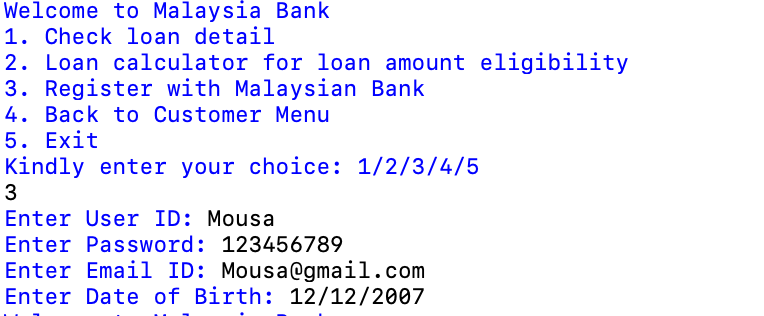 Welcome to Malaysia Bank
1. Check loan detail
2. Loan calculator for loan amount eligibility
3. Register with Malaysian Bank
4. Back to Customer Menu
5. Exit
Kindly enter your choice: 1/2/3/4/5
3
Enter User ID: Mousa
Enter Password: 123456789
Enter Email ID: Mousa@gmail.com
Enter Date of Birth: 12/12/2007